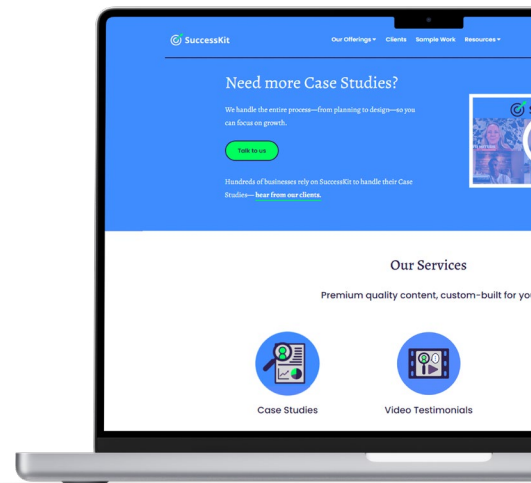 SuccessKit
Our Offerings Clients Sample Work Resources
Need more Case Studies?
We handle the entire process—from planning to design—so you
can focus on growth.
Talk to us
Hundreds of businesses rely on SuccessKit to handle their Case
Studies—hear from our clients.
Our Services
Premium quality content, custom-built for
Case Studies
Video Testimonials